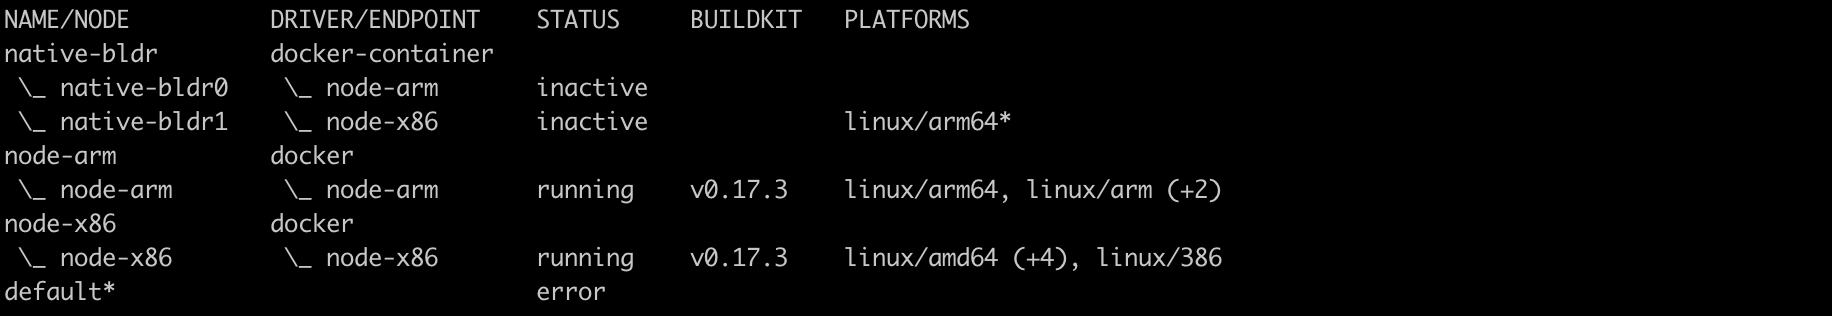 NAME/NODE DRIVER/ENDPOINT STATUS BUILDKIT PLATFORMS
native-bldr docker-container
\_ native-bldr0 \_ node-arm inactive
\_ native-bldr1 \_ node-x86 inactive linux/arm64*
node-arm docker
\_ node-arm \_ node-arm running v0.17.3 linux/arm64, linux/arm (+2)
node-x86 docker
\_ node-x86 \_ node-x86 running v0.17.3 linux/amd64 (+4), linux/386
default* error